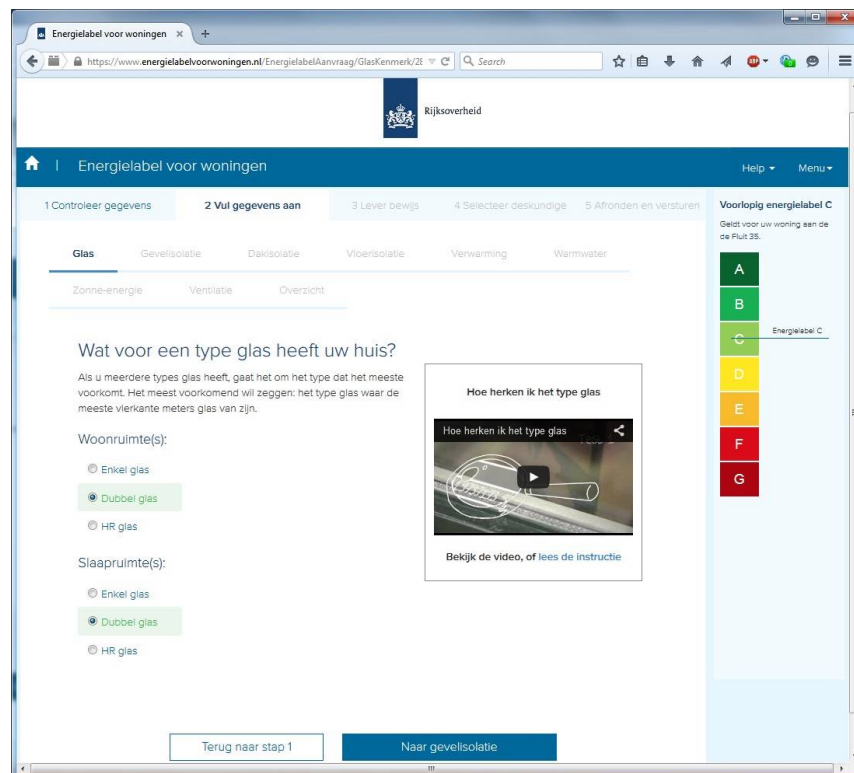 Energielabel voor woningen
https://www.energielabelvoorwoningen.nl/EnergielabelAanvraag/GlasKenmerk/28
Search
Rijksoverheid
Energielabel voor woningen
Help
Menu
1 Controleer gegevens
2 Vul gegevens aan
3 Lever bewijs
4 Selecteer deskundige
5 Afronden en versturen
Voorlopig energielabel C
Geldt voor uw woning aan de
de Fluit 35.
Glas
Gevelisolatie
Dakisolatie
Vloerisolatie
Verwarming
Warmwater
Zonne-energie
Ventilatie
Overzicht
A
B
C
Energielabel C
D
E
F
G
Wat voor een type glas heeft uw huis?
Als u meerdere types glas heeft, gaat het om het type dat het meeste
voorkomt. Het meest voorkomend wil zeggen: het type glas waar de
meeste vierkante meters glas van zijn.
Woonruimte(s):
Enkel glas
Dubbel glas
HR glas
Slaapruimte(s):
Enkel glas
Dubbel glas
HR glas
Hoe herken ik het type glas
Hoe herken ik het type glas
Bekijk de video, of lees de instructie
Terug naar stap 1
Naar gevelisolatie